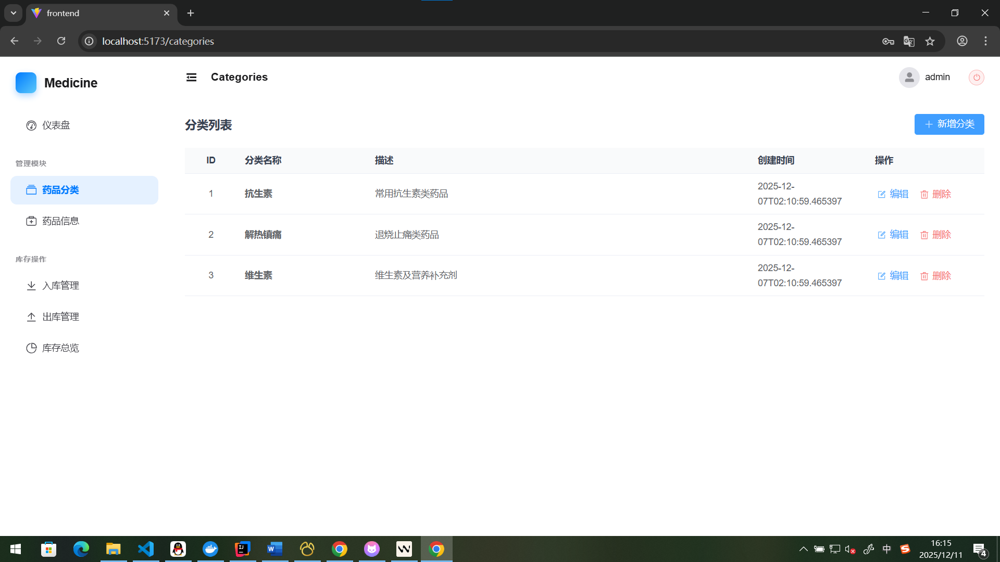 frontend
localhost:5173/categories
Medicine
Categories
admin
仪表盘
分类列表
新增分类
管理模块
药品分类
药品信息
库存操作
入库管理
出库管理
库存总览
ID 分类名称 描述 创建时间 操作
1 抗生素 常用抗生素类药品 2025-12-
07T02:10:59.465397 编辑 删除
2 解热镇痛 退烧止痛类药品 2025-12-
07T02:10:59.465397 编辑 删除
3 维生素 维生素及营养补充剂 2025-12-
07T02:10:59.465397 编辑 删除
中
16:15
2025/12/11
4